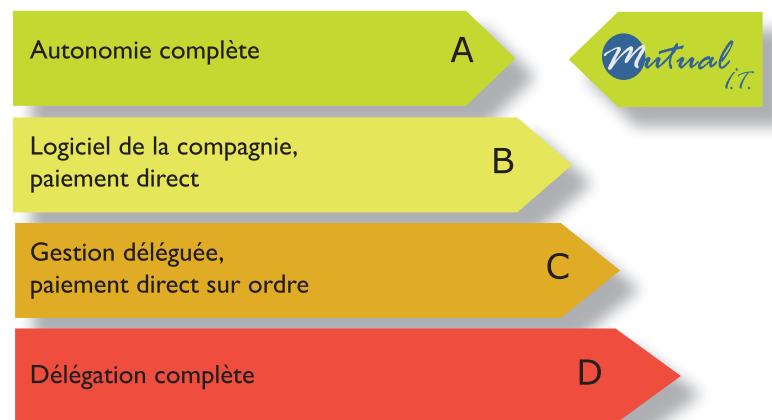 Autonomie complète A
Mutual
i.T.
Logiciel de la compagnie,
paiement direct
B
Gestion déléguée,
paiement direct sur ordre
C
Délégation complète D